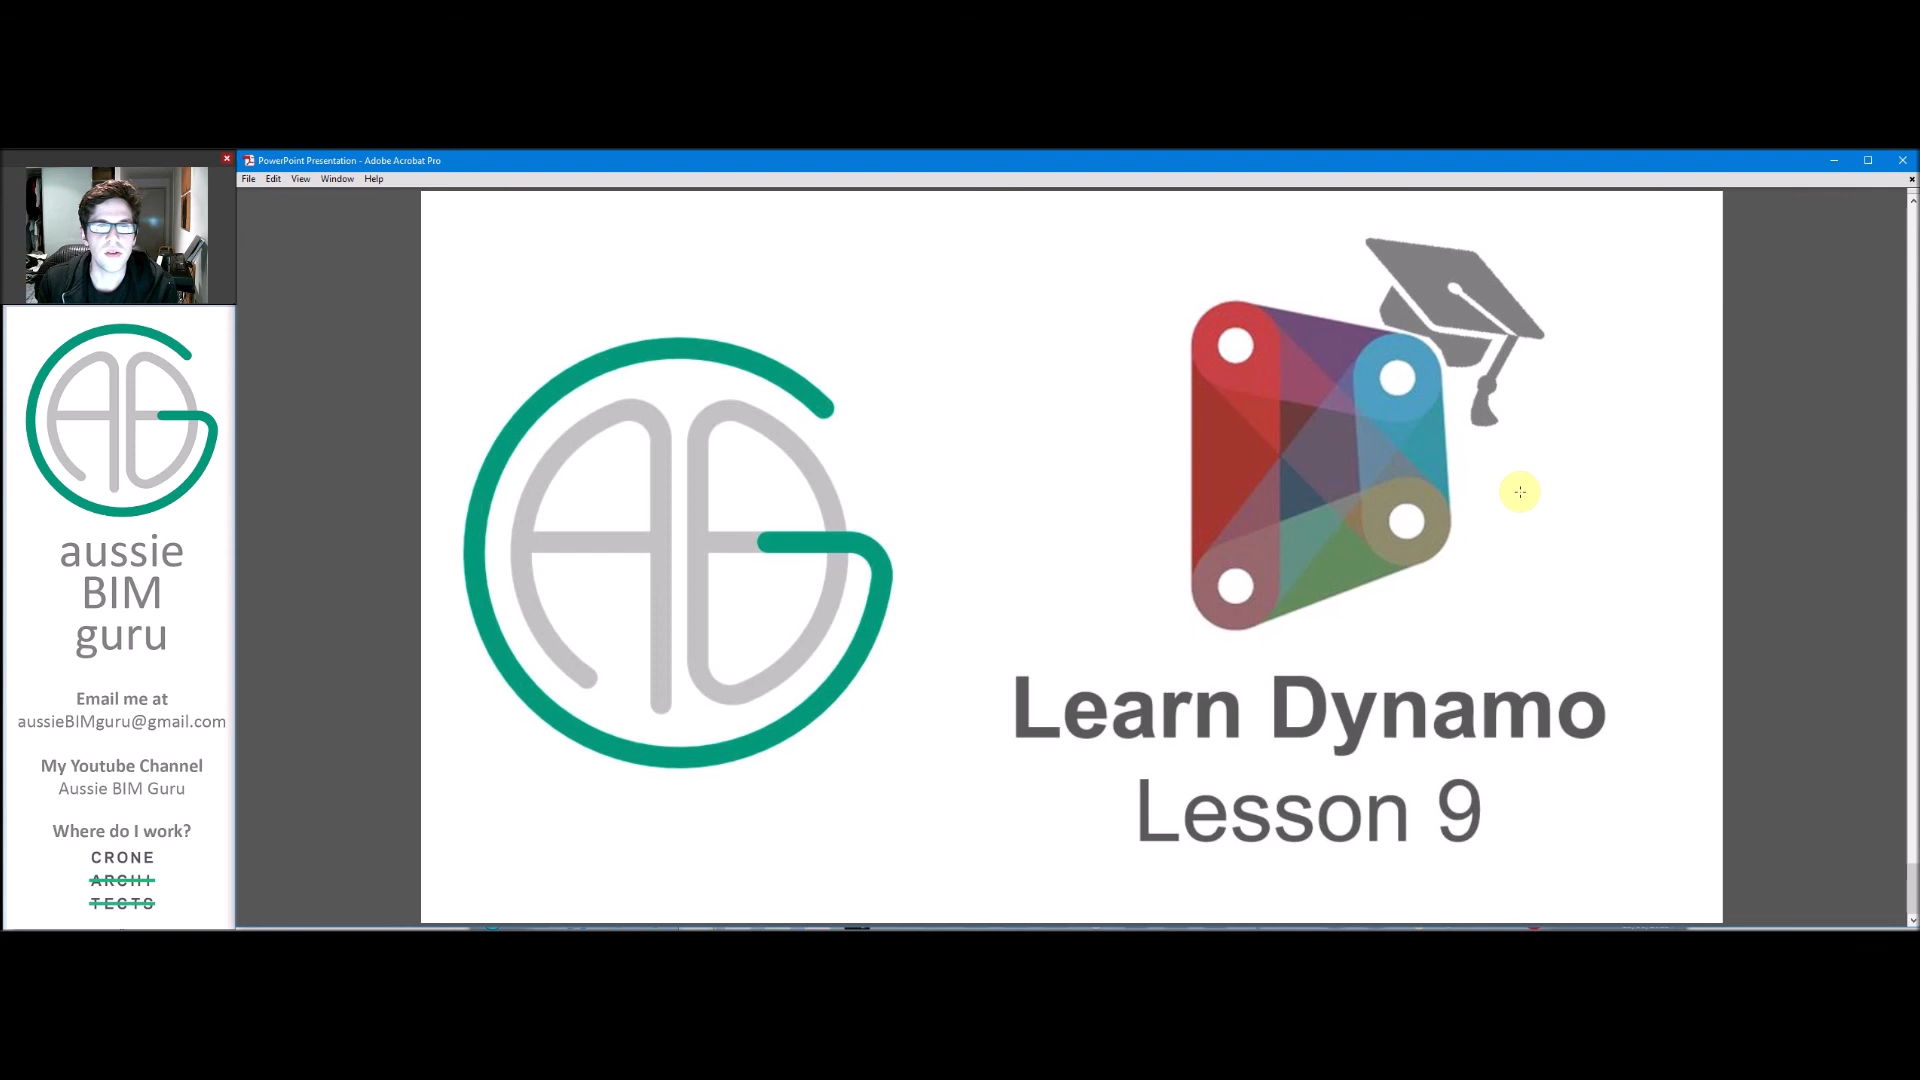 PowerPoint Presentation - Adobe Acrobat Pro
File Edit View Window Help
aussie
BIM
guru
Email me at
aussieBIMguru@gmail.com
My Youtube Channel
Aussie BIM Guru
Where do I work?
CRONE
ARCHI
TECTS
Learn Dynamo
Lesson 9